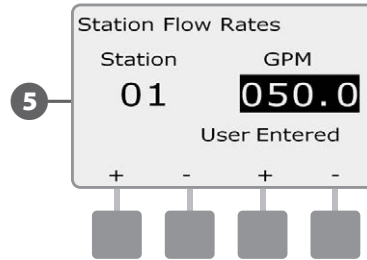 Station Flow Rates
Station GPM
5 01 050.0
User Entered
+ - + -